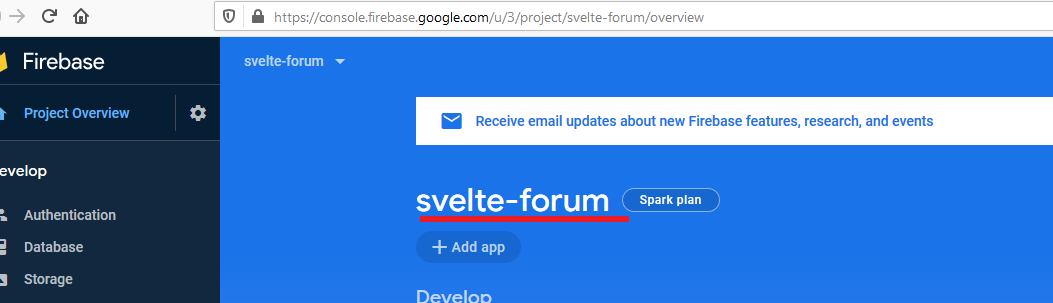 https://console.firebase.google.com/u/3/project/svelte-forum/overview
Firebase
svelte-forum
Project Overview
Receive email updates about new Firebase features, research, and events
evelop
svelte-forum
Spark plan
Authentication
Database
Add app
Storage
Develop